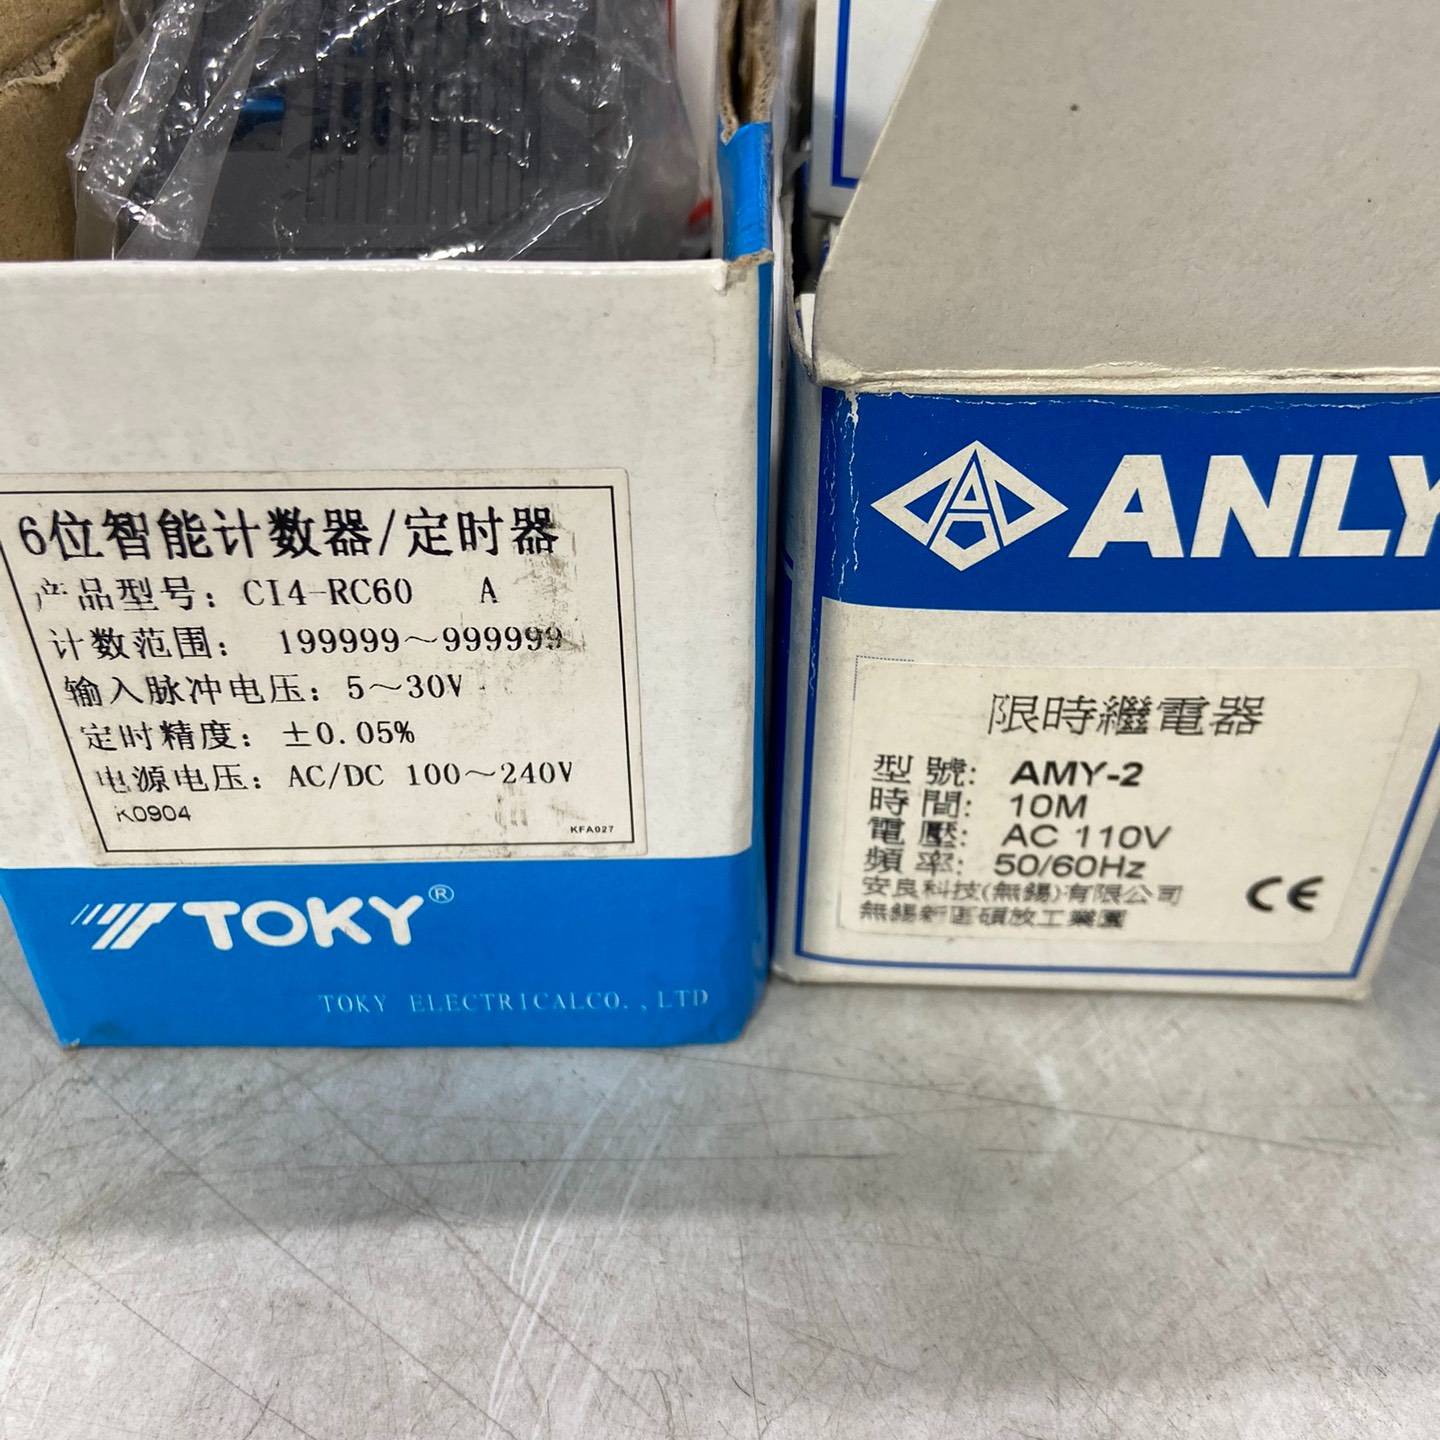 6位智能计数器/定时器
产品型号: CI4-RC60 A
计数范围: 199999~999999
输入脉冲电压: 5~30V
定时精度: ±0.05%
电源电压: AC/DC 100~240V
K0904
KFA027
TOKY®
TOKY ELECTRICALCO.,LTD
ANLY
限時繼電器
型號: AMY-2
時間: 10M
電壓: AC 110V
頻率: 50/60Hz
安良科技(無錫)有限公司
無錫新區碩放工業園
CE